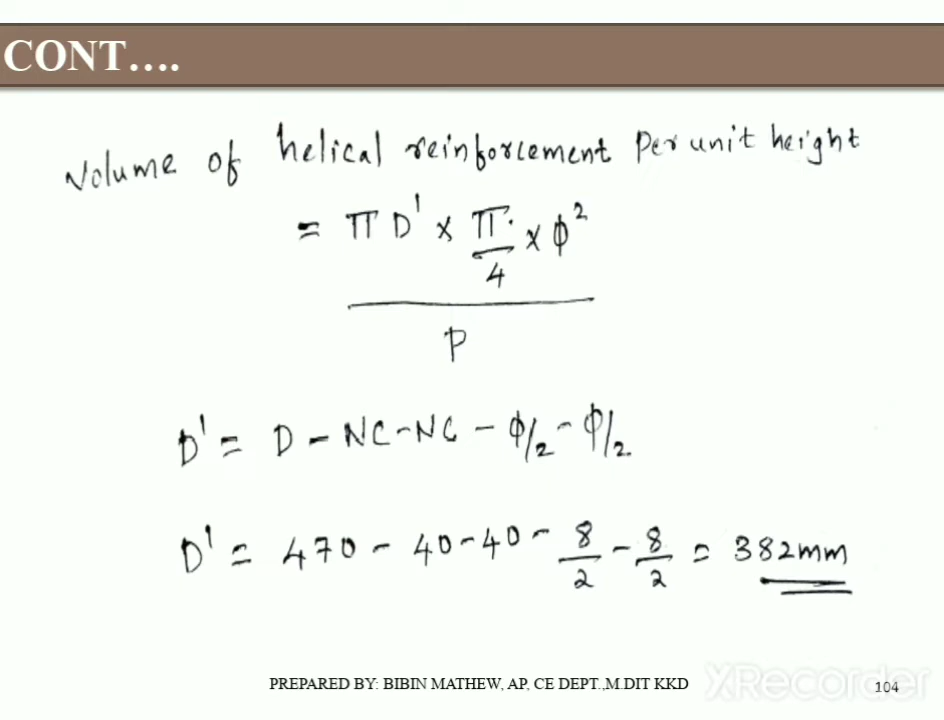 CONT….
Volume of helical reinforcement per unit height
= π D' × π/4 × φ²
P
D' = D - NC - NC - φ/2 - φ/2
D' = 470 - 40 - 40 - 8/2 - 8/2 = 382mm
PREPARED BY: BIBIN MATHEW, AP, CE DEPT.,M.DIT KKD
XRecorder
104